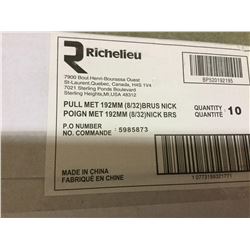 Richelieu
7900 Boul Henri-Bourassa Ouest
St-Laurent, Quebec, Canada, H4S 1V4
7021 Sterling Ponds Boulevard
Sterling Heights, MI, USA 48312
BP520192195
PULL MET 192MM (8/32)BRUS NICK
POIGN MET 192MM (8/32)NICK BRS
QUANTITY :
QUANTITÉ : 10
P.O NUMBER
NO. COMMANDE : 5985873
MADE IN CHINA
FABRIQUÉ EN CHINE